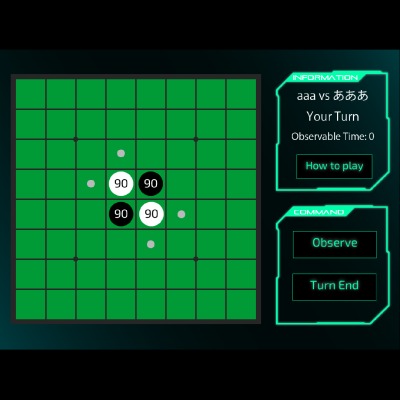 INFORMATION
aaa vs あああ
Your Turn
Observable Time: 0
How to play
90 90
90 90
COMMAND
Observe
Turn End